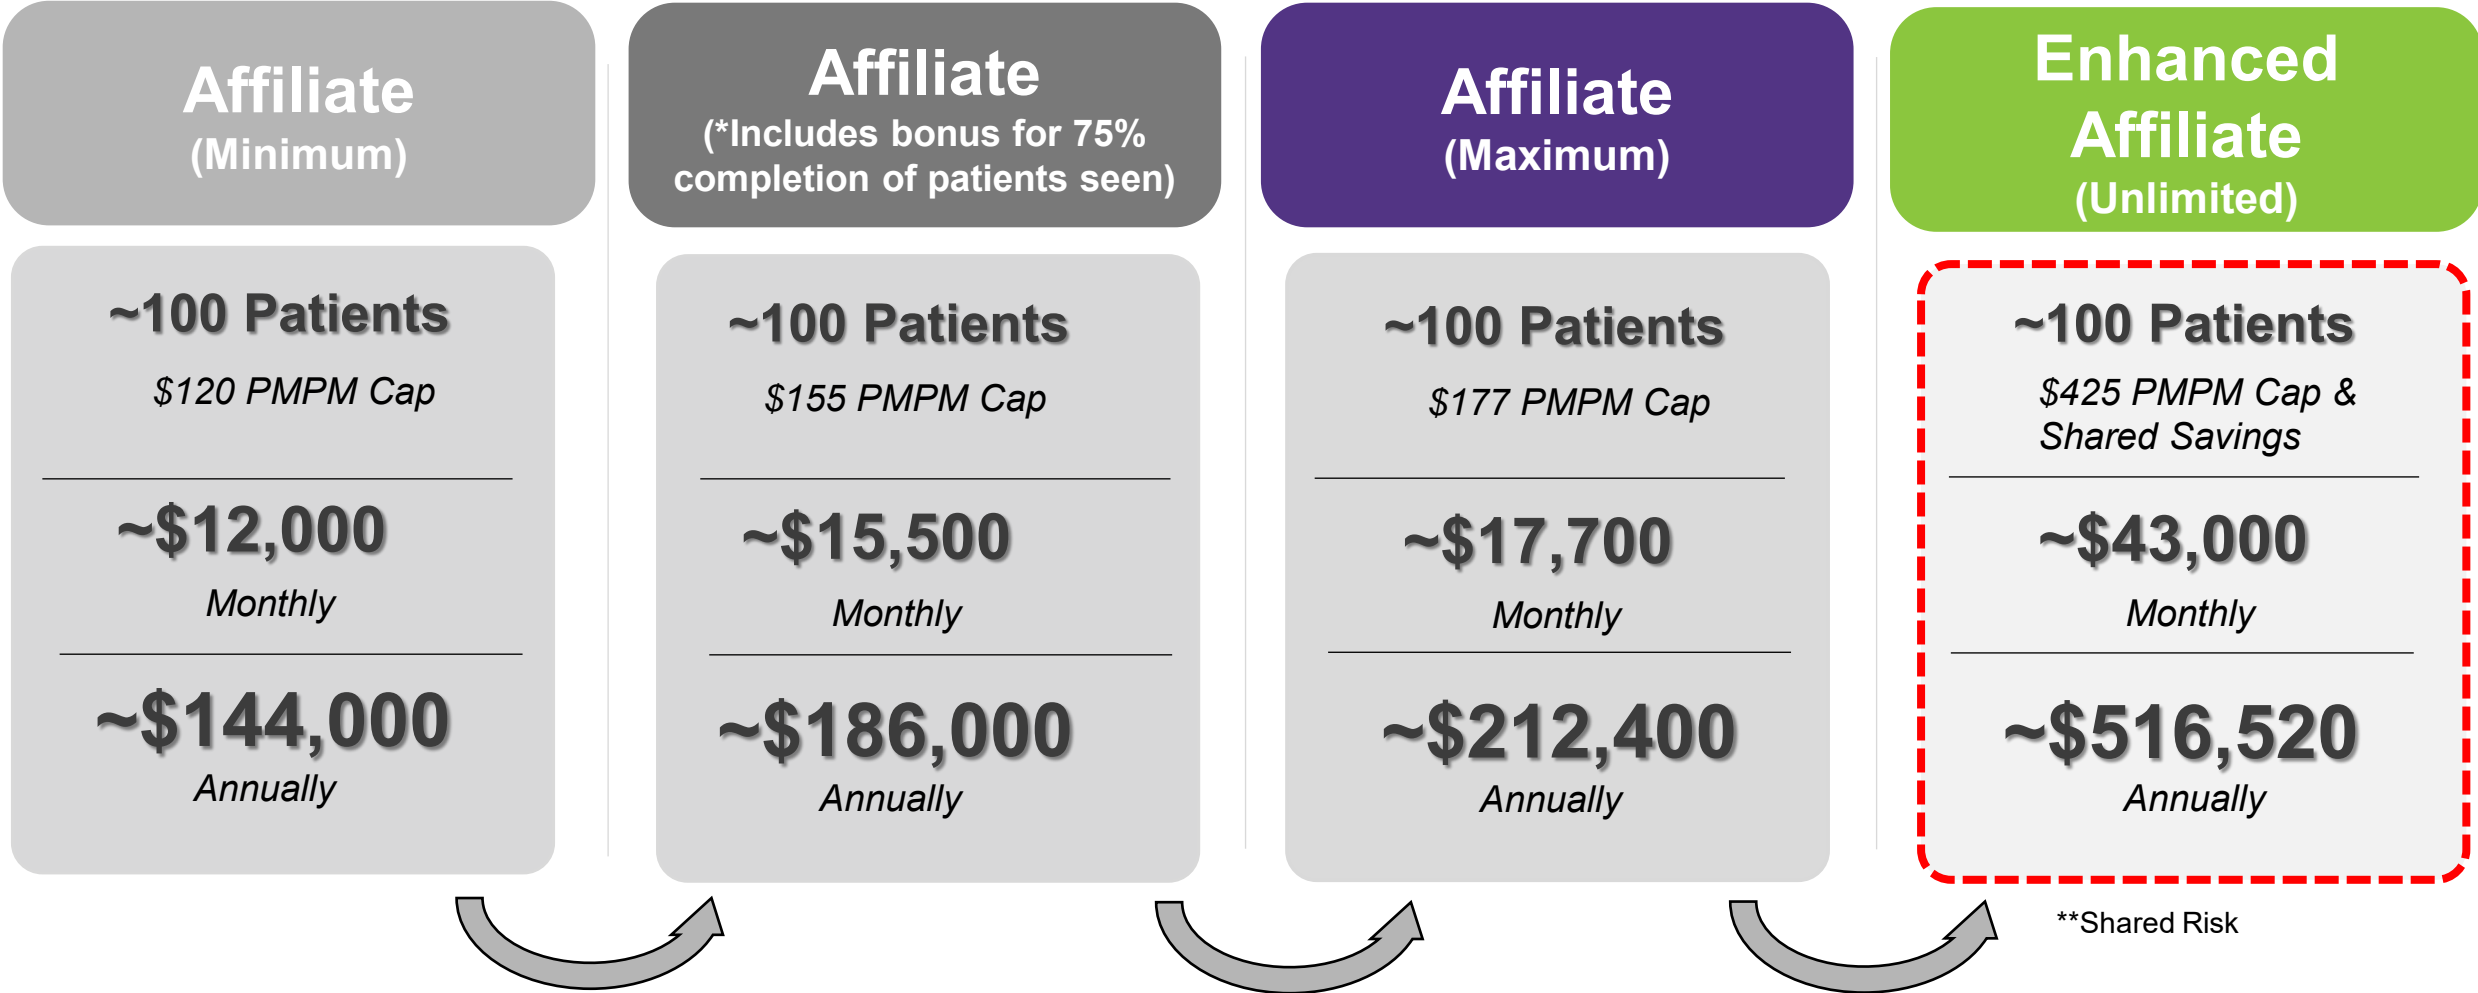 Affiliate
(Minimum)
~100 Patients
$120 PMPM Cap
~$12,000
Monthly
~$144,000
Annually
Affiliate
(*Includes bonus for 75%
completion of patients seen)
~100 Patients
$155 PMPM Cap
~$15,500
Monthly
~$186,000
Annually
Affiliate
(Maximum)
~100 Patients
$177 PMPM Cap
~$17,700
Monthly
~$212,400
Annually
Enhanced
Affiliate
(Unlimited)
~100 Patients
$425 PMPM Cap &
Shared Savings
~$43,000
Monthly
~$516,520
Annually
**Shared Risk